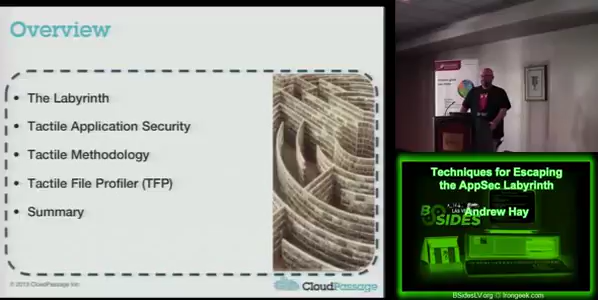 Overview
• The Labyrinth
• Tactile Application Security
• Tactile Methodology
• Tactile File Profiler (TFP)
• Summary
© 2013 CloudPassage Inc.
CloudPassage
Techniques for Escaping
the AppSec Labyrinth
BSIDES
Andrew Hay
BSidesLV.org © Irongeek.com